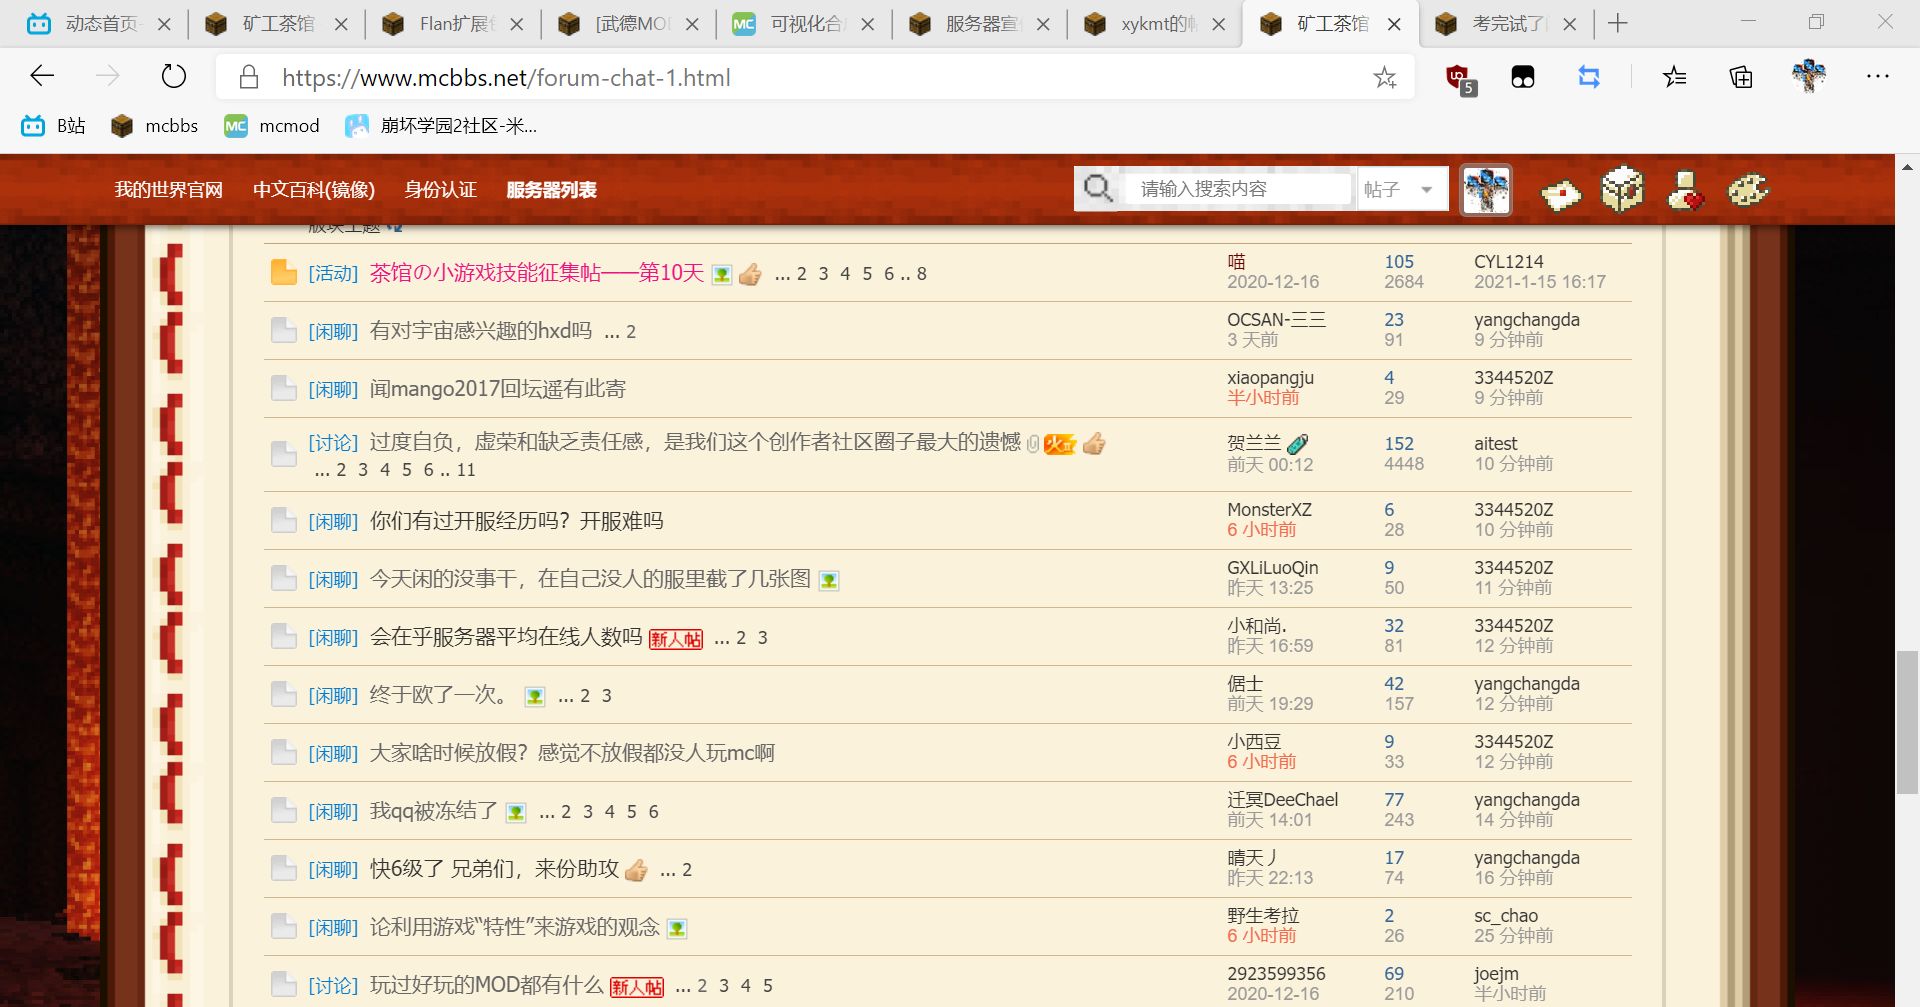 动态首页-
矿工茶馆
Flan扩展包
[武德MOD
可视化合成
服务器宣传
xykmt的帖
矿工茶馆
考完试了
https://www.mcbbs.net/forum-chat-1.html
5
B站
mcbbs
mcmod
崩坏学园2社区-米...
我的世界官网 中文百科(镜像) 身份认证 服务器列表
请输入搜索内容 帖子
版块主题
[活动] 茶馆の小游戏技能征集帖——第10天 ... 2 3 4 5 6 .. 8
喵 105 CYL1214
2020-12-16 2684 2021-1-15 16:17
[闲聊] 有对宇宙感兴趣的hxd吗 ... 2
OCSAN-三三 23 yangchangda
3 天前 91 9 分钟前
[闲聊] 闻mango2017回坛遥有此寄
xiaopangju 4 3344520Z
半小时前 29 9 分钟前
[讨论] 过度自负，虚荣和缺乏责任感，是我们这个创作者社区圈子最大的遗憾 火
... 2 3 4 5 6 .. 11
贺兰兰 152 aitest
前天 00:12 4448 10 分钟前
[闲聊] 你们有过开服经历吗？开服难吗
MonsterXZ 6 3344520Z
6 小时前 28 10 分钟前
[闲聊] 今天闲的没事干，在自己没人的服里截了几张图
GXLiLuoQin 9 3344520Z
昨天 13:25 50 11 分钟前
[闲聊] 会在乎服务器平均在线人数吗 新人帖 ... 2 3
小和尚. 32 3344520Z
昨天 16:59 81 12 分钟前
[闲聊] 终于欧了一次。 ... 2 3
倨士 42 yangchangda
前天 19:29 157 12 分钟前
[闲聊] 大家啥时候放假？感觉不放假都没人玩mc啊
小西豆 9 3344520Z
6 小时前 33 12 分钟前
[闲聊] 我qq被冻结了 ... 2 3 4 5 6
迁冥DeeChael 77 yangchangda
前天 14:01 243 14 分钟前
[闲聊] 快6级了 兄弟们，来份助攻 ... 2
晴天丿 17 yangchangda
昨天 22:13 74 16 分钟前
[闲聊] 论利用游戏“特性”来游戏的观念
野生考拉 2 sc_chao
6 小时前 26 25 分钟前
[讨论] 玩过好玩的MOD都有什么 新人帖 ... 2 3 4 5
2923599356 69 joejm
2020-12-16 210 半小时前